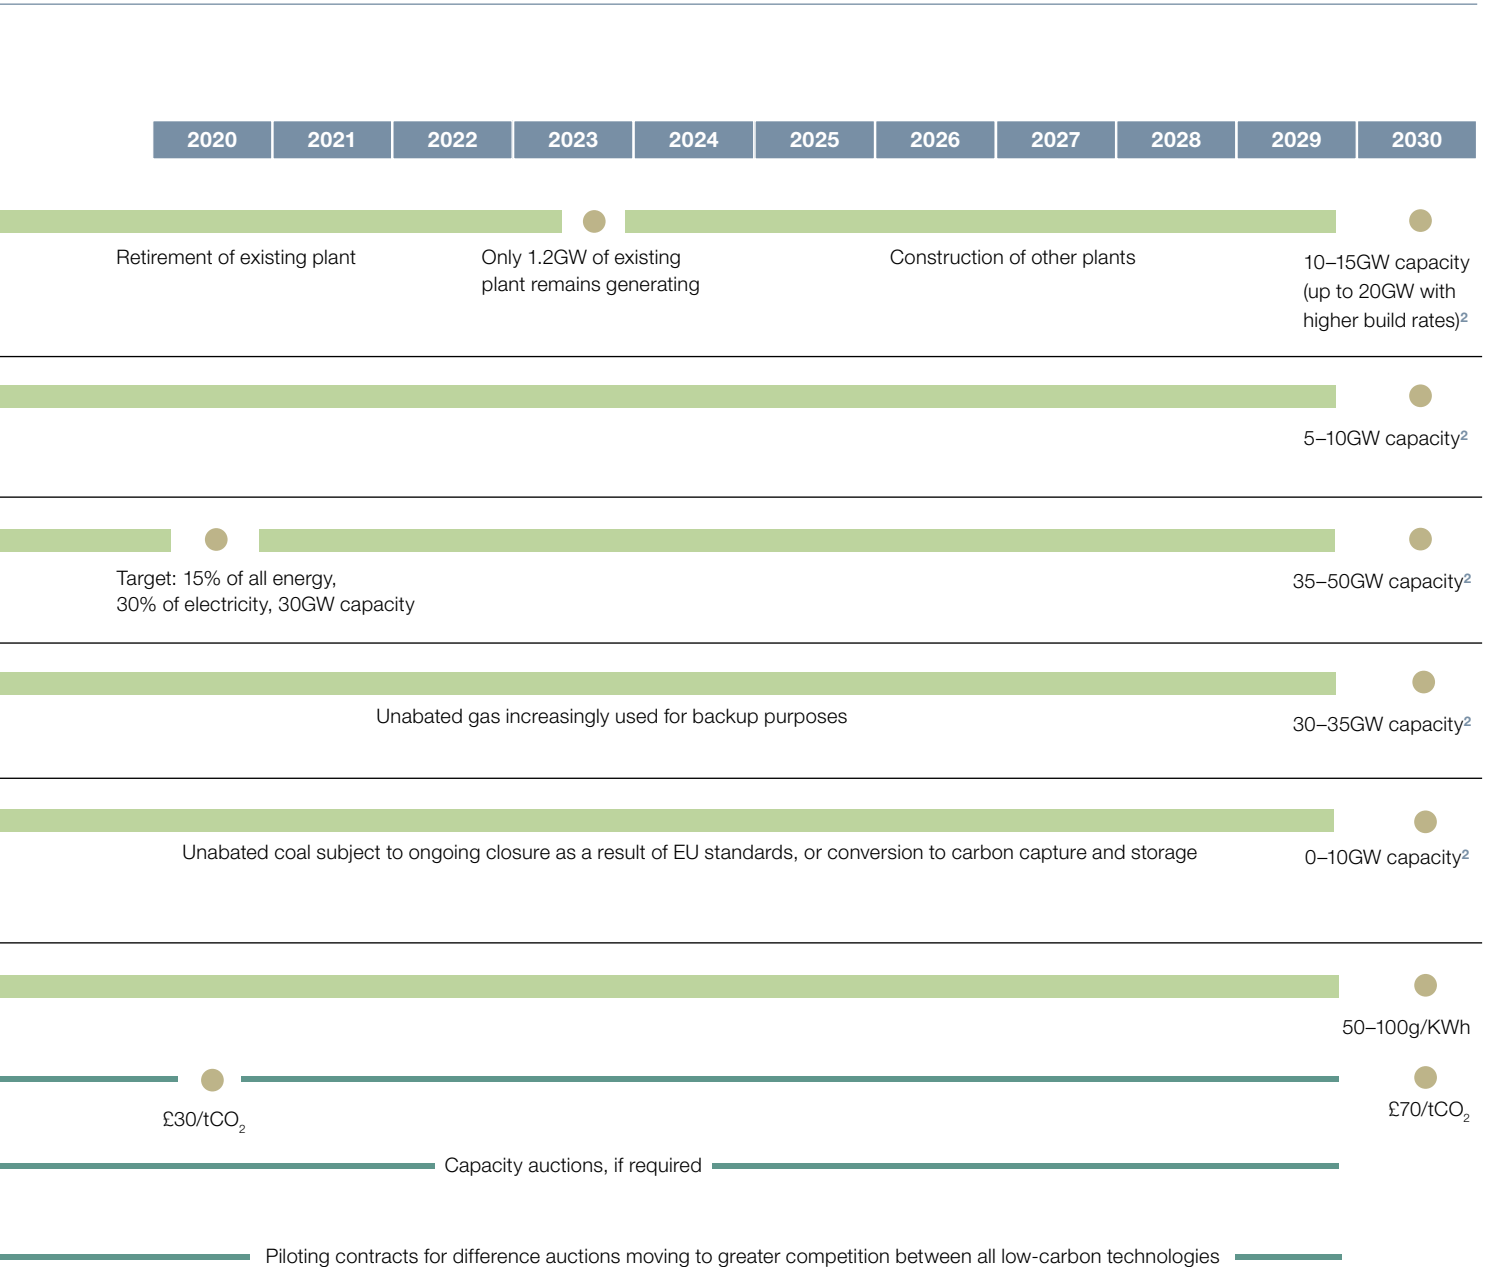 2020 2021 2022 2023 2024 2025 2026 2027 2028 2029 2030
Retirement of existing plant
Only 1.2GW of existing
plant remains generating
Construction of other plants
10–15GW capacity
(up to 20GW with
higher build rates)2
5–10GW capacity2
Target: 15% of all energy,
30% of electricity, 30GW capacity
35–50GW capacity2
Unabated gas increasingly used for backup purposes
30–35GW capacity2
Unabated coal subject to ongoing closure as a result of EU standards, or conversion to carbon capture and storage
0–10GW capacity2
50–100g/KWh
£30/tCO2
£70/tCO2
Capacity auctions, if required
Piloting contracts for difference auctions moving to greater competition between all low-carbon technologies